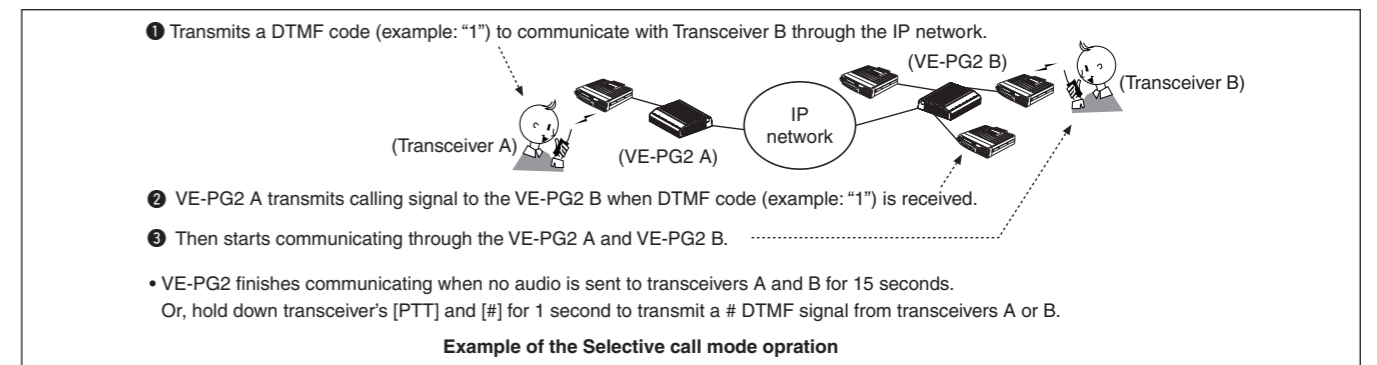 ❶ Transmits a DTMF code (example: “1”) to communicate with Transceiver B through the IP network.
(VE-PG2 B)
(Transceiver B)
IP
network
(Transceiver A)
(VE-PG2 A)
❷ VE-PG2 A transmits calling signal to the VE-PG2 B when DTMF code (example: “1”) is received.
❸ Then starts communicating through the VE-PG2 A and VE-PG2 B.
• VE-PG2 finishes communicating when no audio is sent to transceivers A and B for 15 seconds.
Or, hold down transceiver's [PTT] and [#] for 1 second to transmit a # DTMF signal from transceivers A or B.
Example of the Selective call mode opration